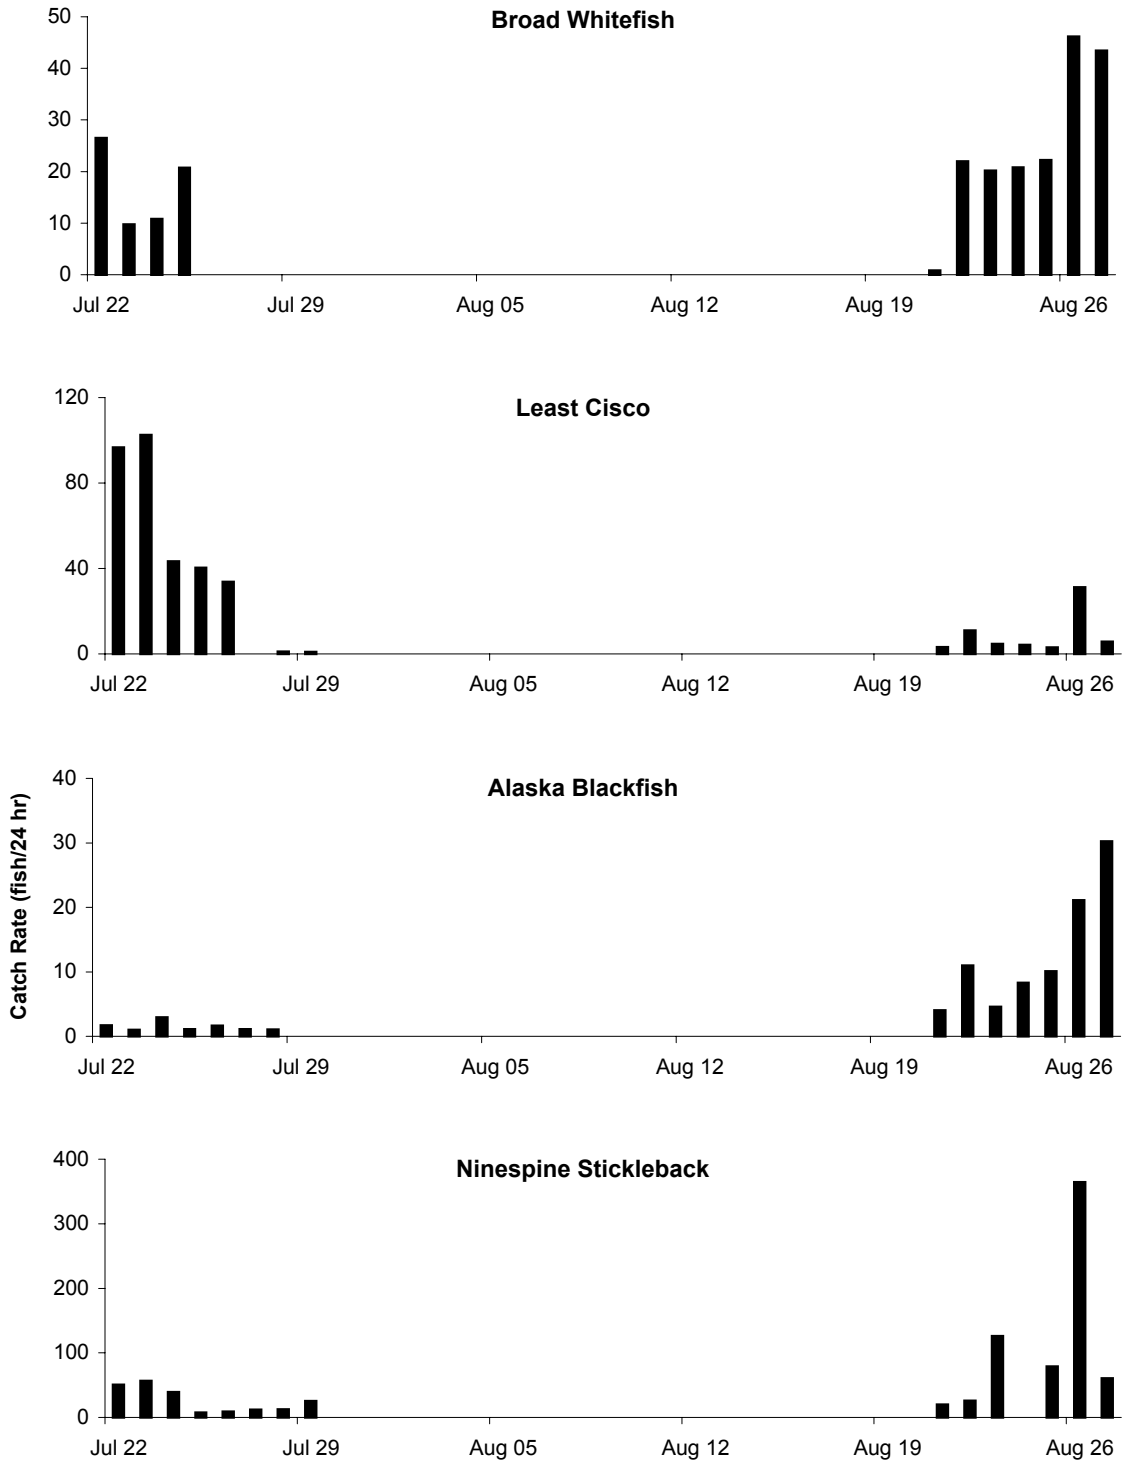 Broad Whitefish
50
40
30
20
10
0
Jul 22 Jul 29 Aug 05 Aug 12 Aug 19 Aug 26
Least Cisco
120
80
40
0
Jul 22 Jul 29 Aug 05 Aug 12 Aug 19 Aug 26
Catch Rate (fish/24 hr)
Alaska Blackfish
40
30
20
10
0
Jul 22 Jul 29 Aug 05 Aug 12 Aug 19 Aug 26
Ninespine Stickleback
400
300
200
100
0
Jul 22 Jul 29 Aug 05 Aug 12 Aug 19 Aug 26